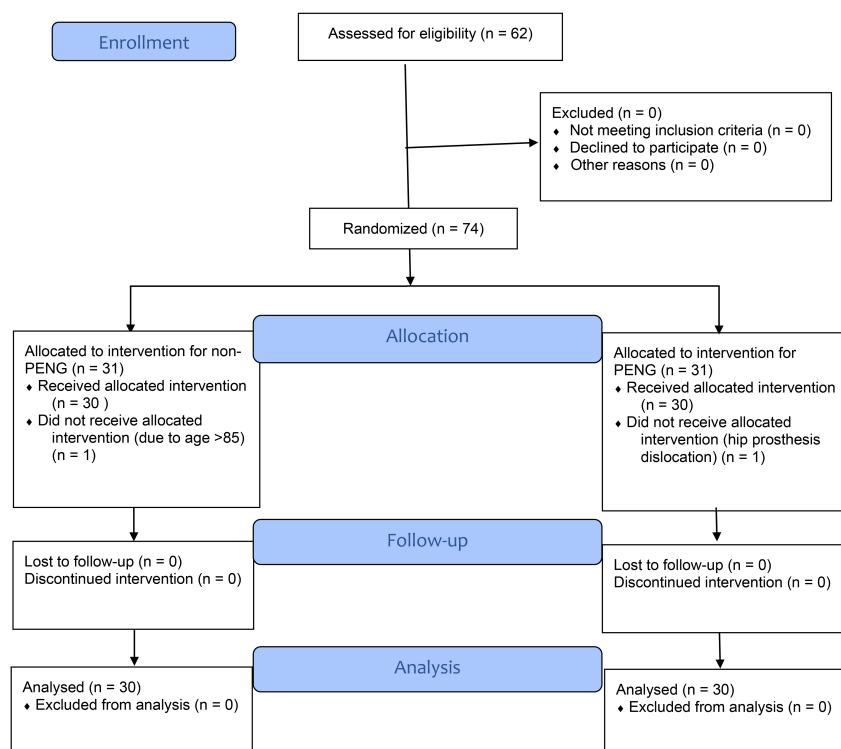 Enrollment
Assessed for eligibility (n = 62)
Excluded (n = 0)
♦ Not meeting inclusion criteria (n = 0)
♦ Declined to participate (n = 0)
♦ Other reasons (n = 0)
Randomized (n = 74)
Allocation
Allocated to intervention for non-
PENG (n = 31)
♦ Received allocated intervention
(n = 30 )
♦ Did not receive allocated
intervention (due to age >85)
(n = 1)
Allocated to intervention for
PENG (n = 31)
♦ Received allocated intervention
(n = 30)
♦ Did not receive allocated
intervention (hip prosthesis
dislocation) (n = 1)
Follow-up
Lost to follow-up (n = 0)
Discontinued intervention (n = 0)
Lost to follow-up (n = 0)
Discontinued intervention (n = 0)
Analysis
Analysed (n = 30)
♦ Excluded from analysis (n = 0)
Analysed (n = 30)
♦ Excluded from analysis (n = 0)